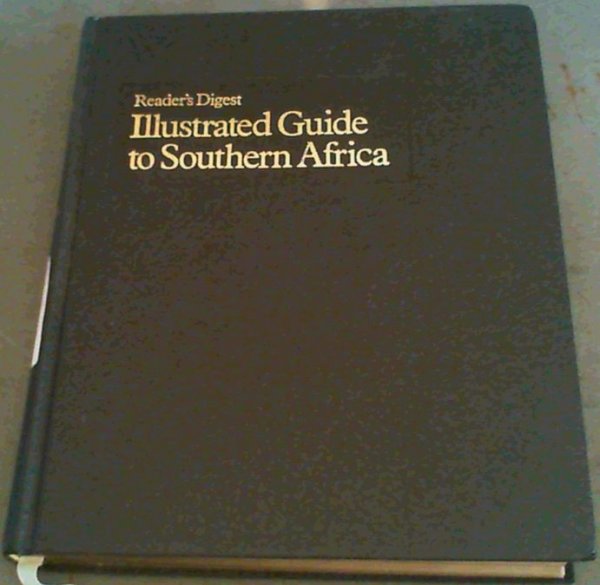 Reader's Digest
Illustrated Guide
to Southern Africa